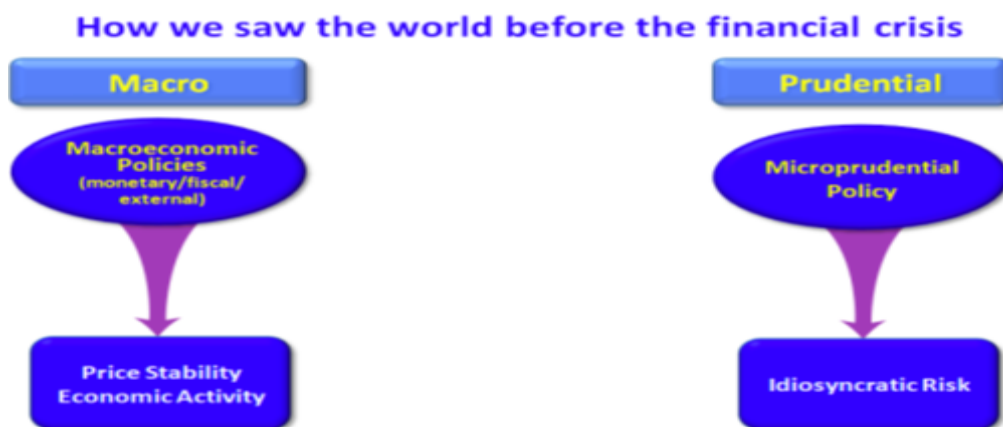 How we saw the world before the financial crisis
Macro
Prudential
Macroeconomic
Policies
(monetary/fiscal/
external)
Microprudential
Policy
Price Stability
Economic Activity
Idiosyncratic Risk